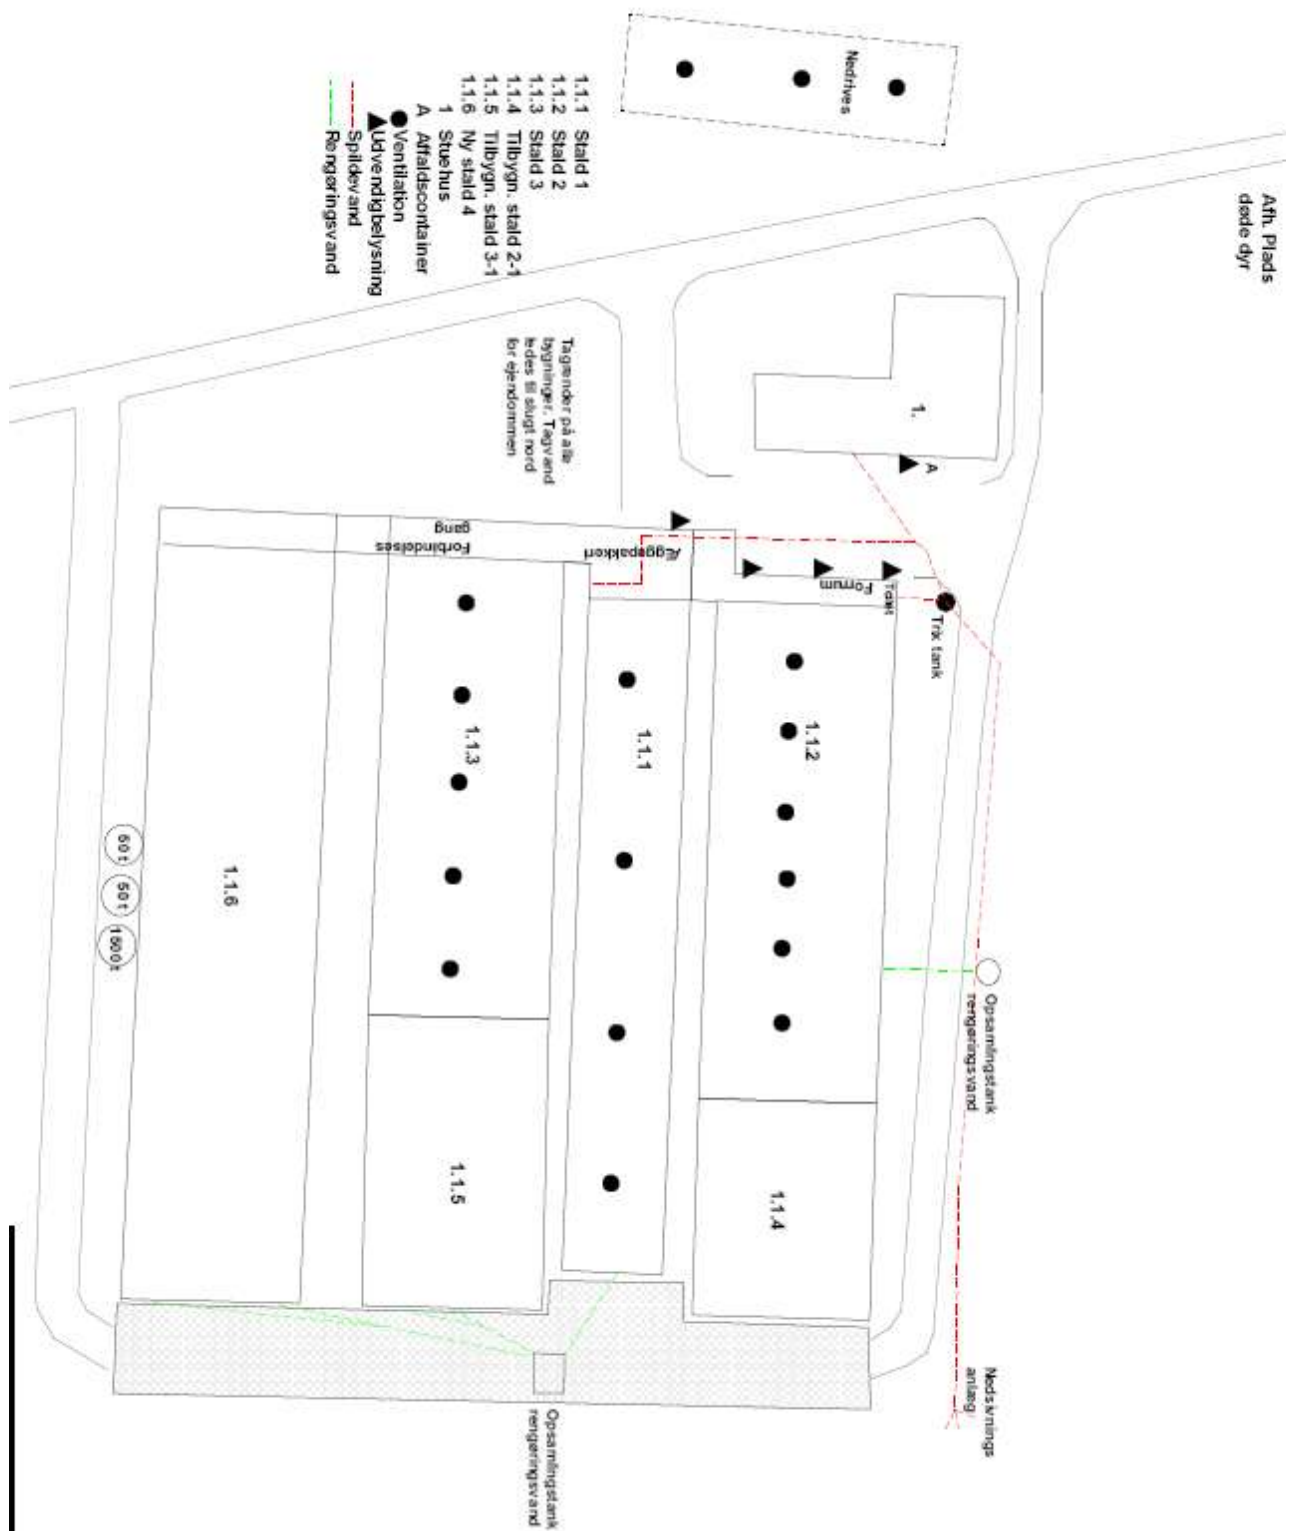 Nedrives
Afh. Plads
døde dyr
1.1.1 Stald 1
1.1.2 Stald 2
1.1.3 Stald 3
1.1.4 Tilbygn. stald 2-1
1.1.5 Tilbygn. stald 3-1
1.1.6 Ny stald 4
1 Stuehus
A Affaldscontainer
Ventilation
Udvendigbelysning
Spildevand
Rengøringsvand
Tagrender på alle
bygninger. Tagvand
ledes til slugt nord
for ejendommen
1.
A
Forbindelses
gang
Æggepakkeri
Forrum
Toilet
Trix tank
1.1.3
1.1.1
1.1.2
1.1.6
60 t
50 t
1500 t
Opsamlingstank
rengøringsvand
1.1.5
1.1.4
Nedsivnings
anlæg
Opsamlingstank
rengøringsvand